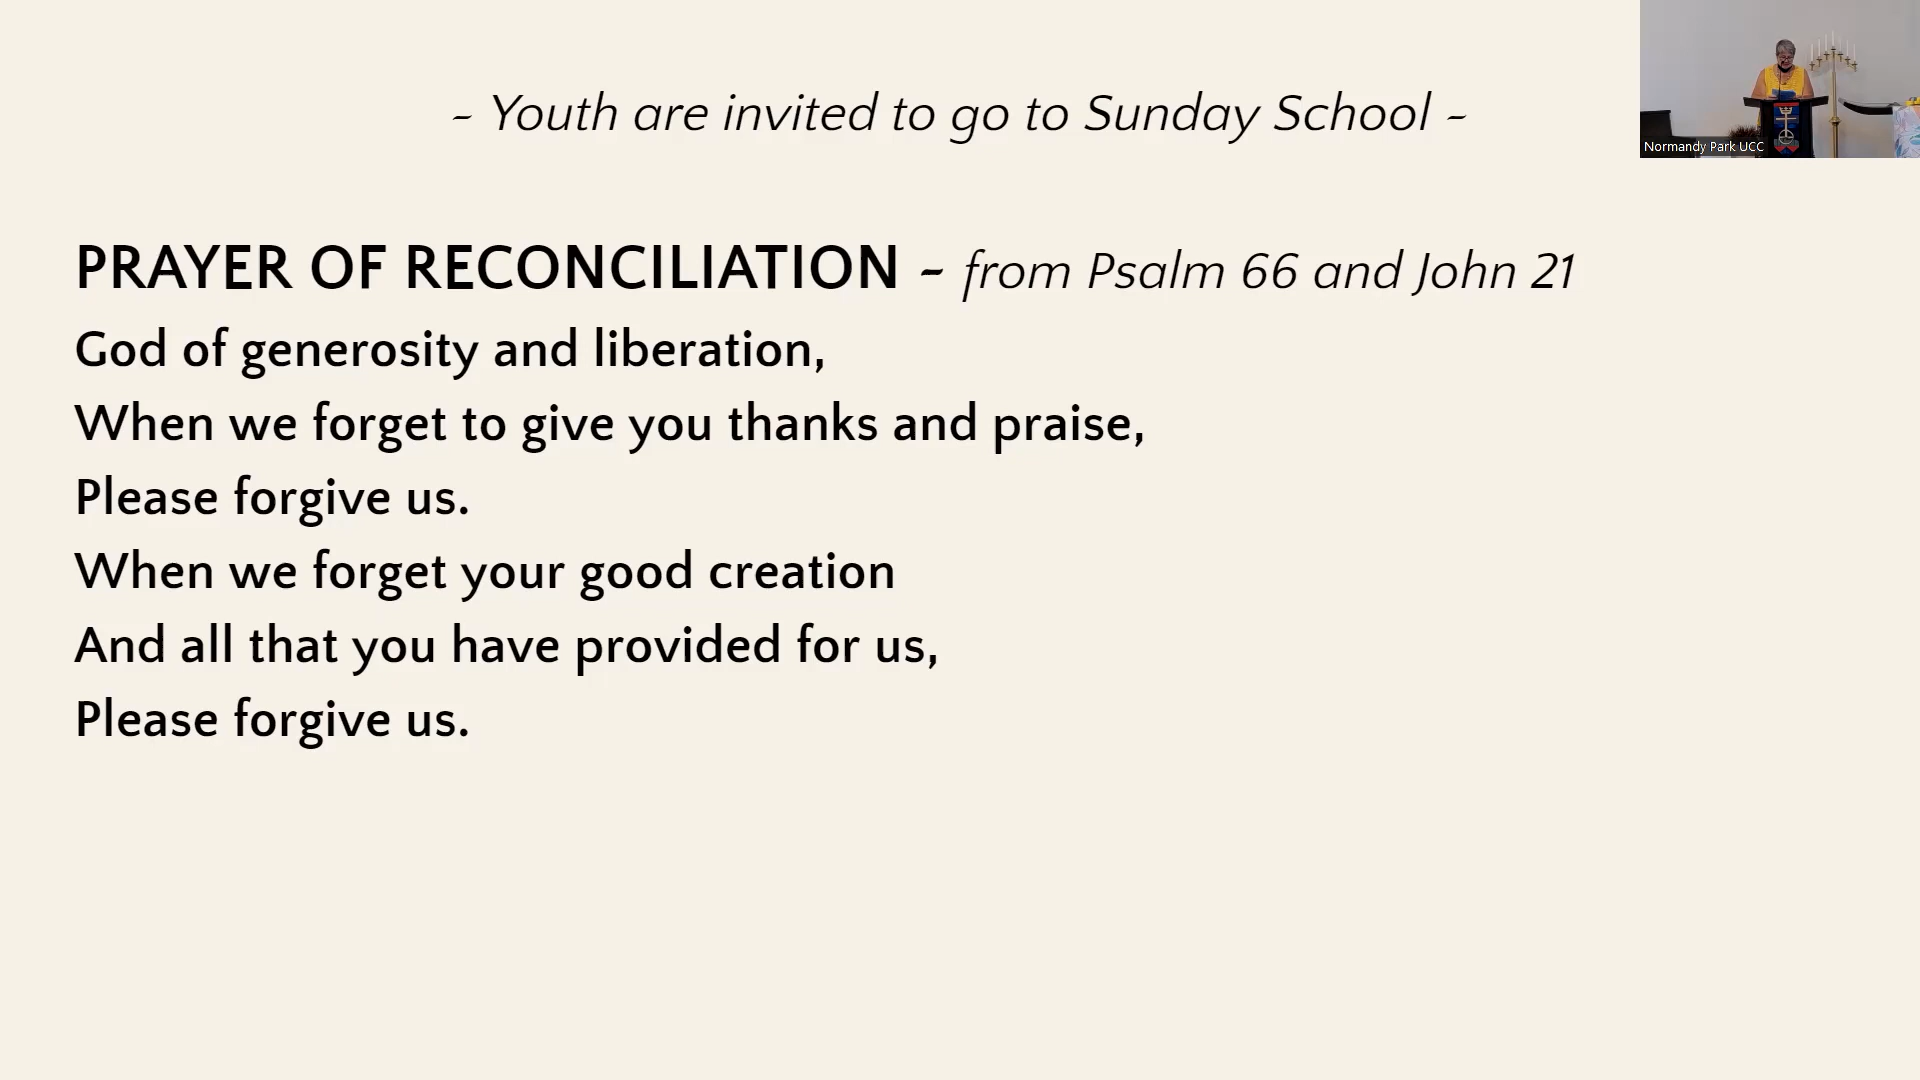 ~ Youth are invited to go to Sunday School ~
PRAYER OF RECONCILIATION ~ from Psalm 66 and John 21
God of generosity and liberation,
When we forget to give you thanks and praise,
Please forgive us.
When we forget your good creation
And all that you have provided for us,
Please forgive us.
Normandy Park UCC